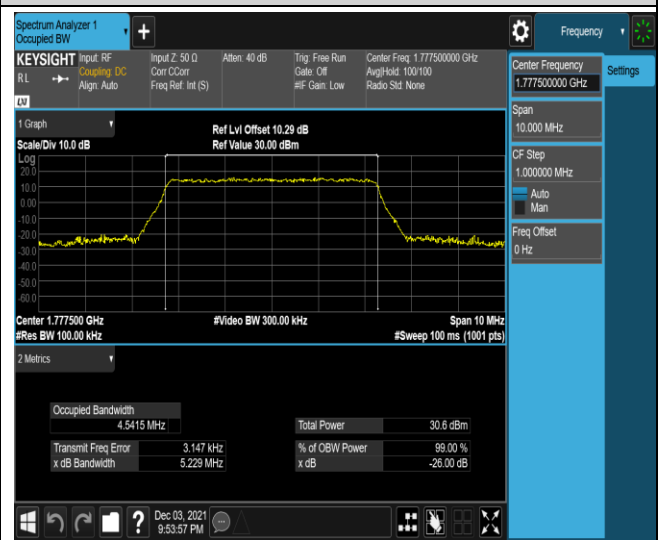 Spectrum Analyzer 1
Occupied BW
Frequency
KEYSIGHT
R L
LXI
Input: RF
Coupling: DC
Align: Auto
Input Z: 50 Ω
Corr CCorr
Freq Ref: Int (S)
Atten: 40 dB
Trig: Free Run
Gate: Off
#IF Gain: Low
Center Freq: 1.777500000 GHz
Avg|Hold: 100/100
Radio Std: None
Center Frequency
1.777500000 GHz
Settings
Span
10.000 MHz
CF Step
1.000000 MHz
Auto
Man
Freq Offset
0 Hz
1 Graph
Scale/Div 10.0 dB
Ref Lvl Offset 10.29 dB
Ref Value 30.00 dBm
Log
20.0
10.0
0.00
-10.0
-20.0
-30.0
-40.0
-50.0
-60.0
Center 1.777500 GHz
#Video BW 300.00 kHz
Span 10 MHz
#Res BW 100.00 kHz
#Sweep 100 ms (1001 pts)
2 Metrics
Occupied Bandwidth
4.5415 MHz
Total Power 30.6 dBm
Transmit Freq Error 3.147 kHz
% of OBW Power 99.00 %
x dB Bandwidth 5.229 MHz
x dB -26.00 dB
?
Dec 03, 2021
9:53:57 PM